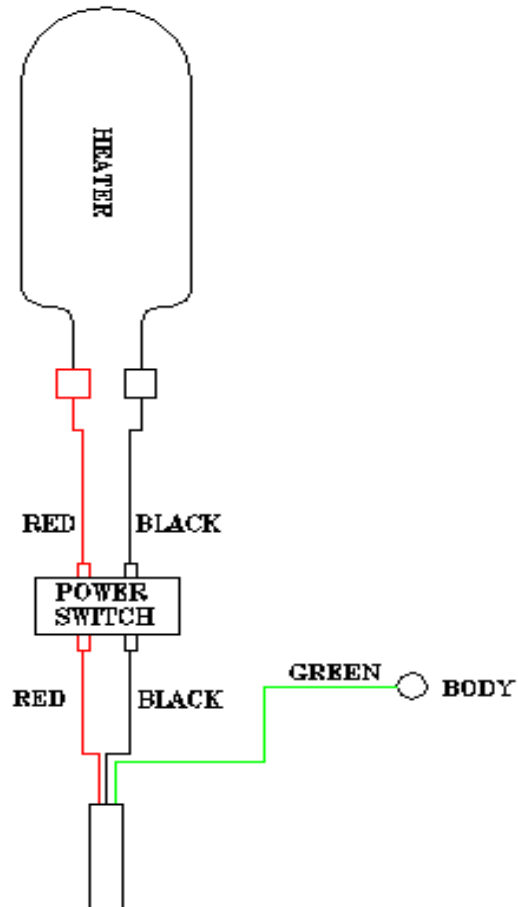 HEATER
RED
BLACK
POWER
SWITCH
GREEN
BODY
RED
BLACK